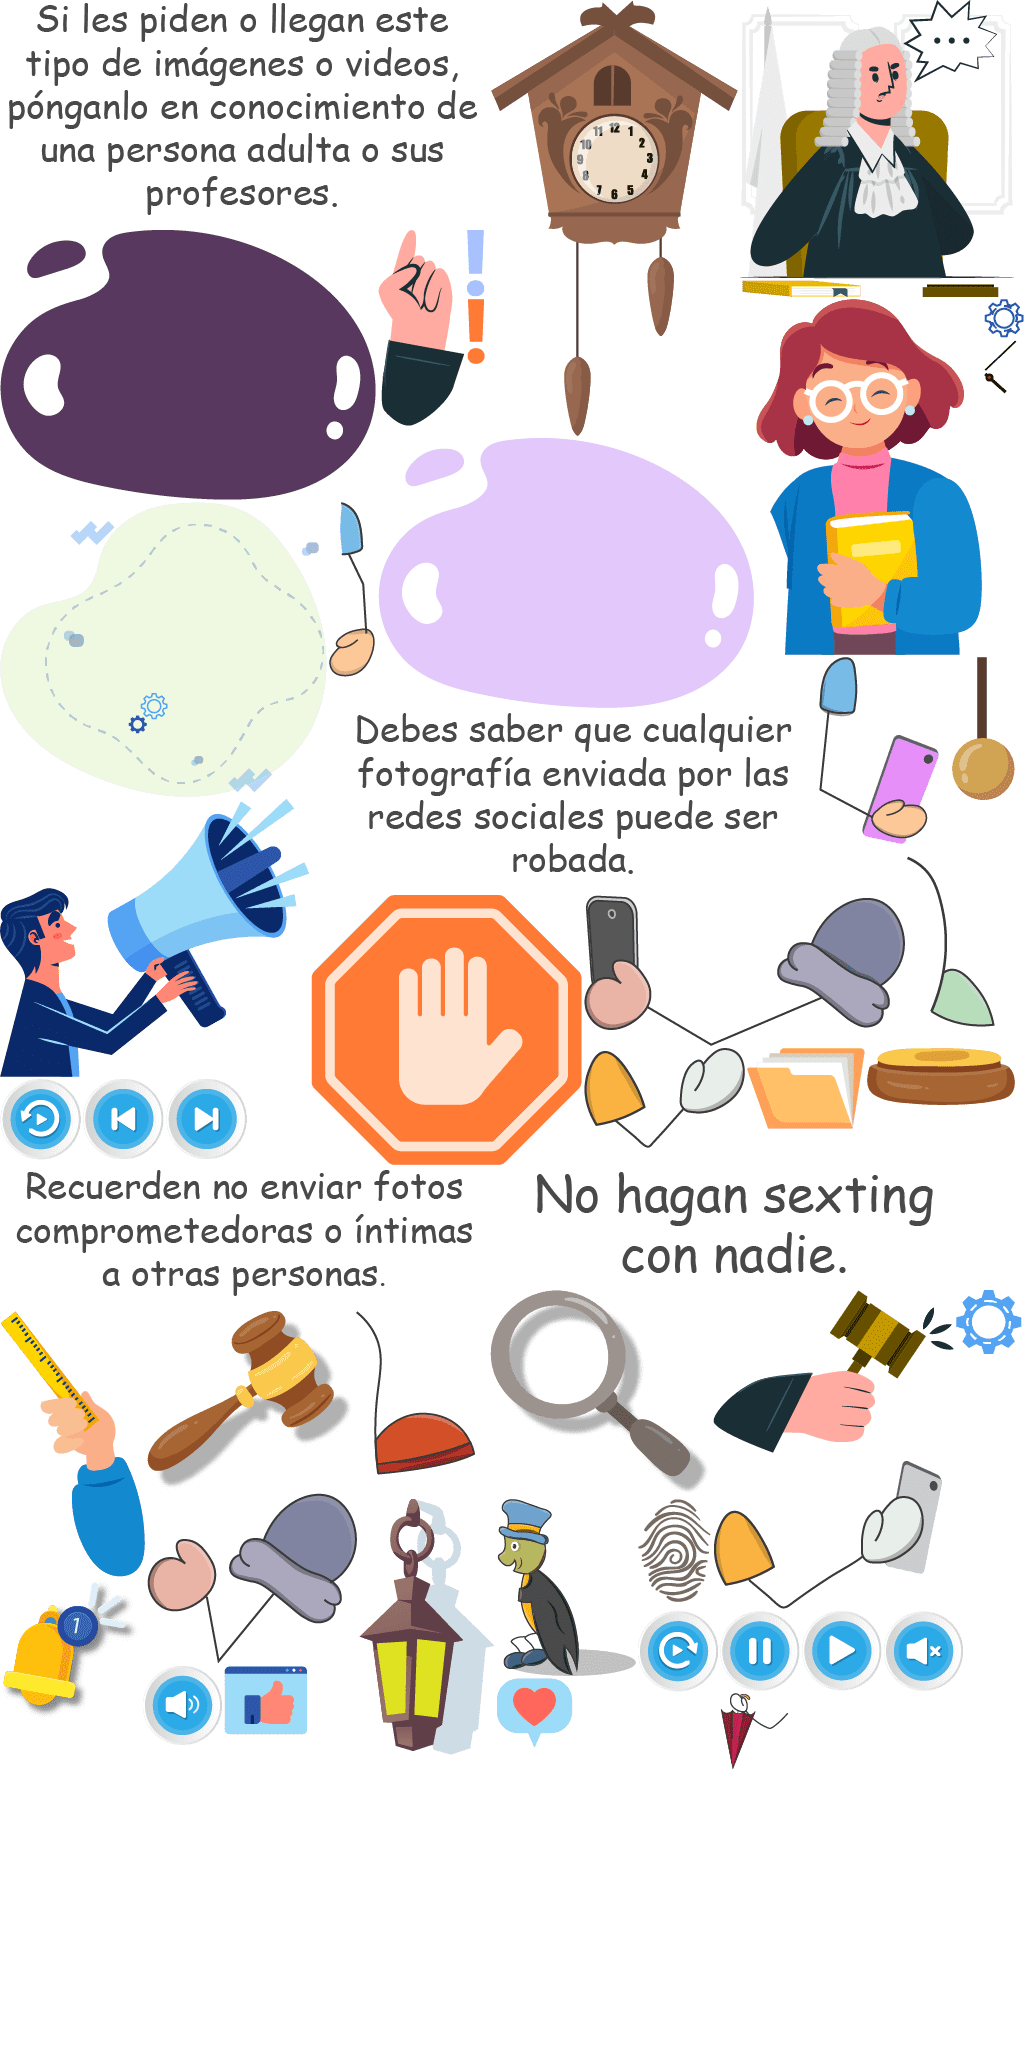 Si les piden o llegan este
tipo de imágenes o videos,
pónganlo en conocimiento de
una persona adulta o sus
profesores.
11 12 1
10 2
9 3
8 4
7 6 5
Debes saber que cualquier
fotografía enviada por las
redes sociales puede ser
robada.
Recuerden no enviar fotos
comprometedoras o íntimas
a otras personas.
No hagan sexting
con nadie.
1